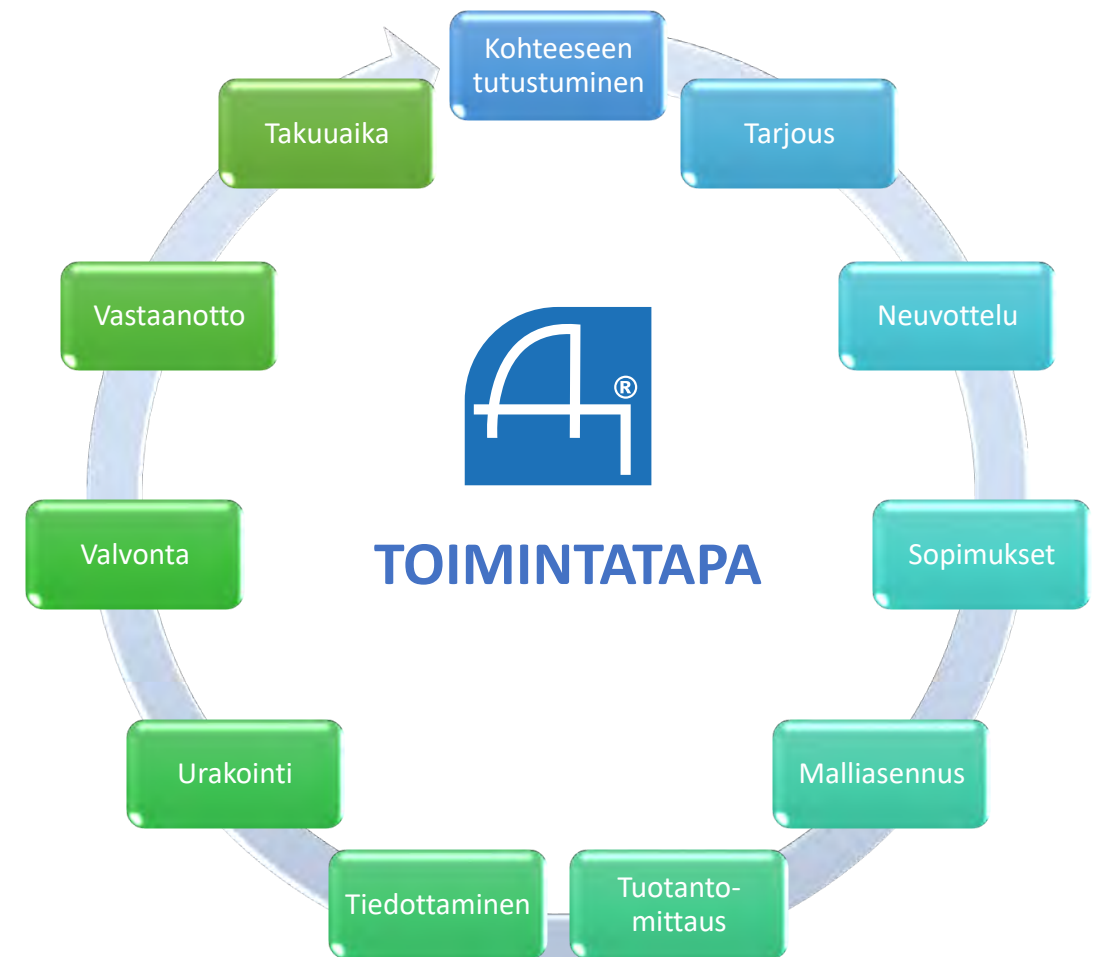 Kohteeseen
tutustuminen
Tarjous
Neuvottelu
Sopimukset
Malliasennus
Tuotanto-
mittaus
Tiedottaminen
Urakointi
Valvonta
Vastaanotto
Takuuaika
®
TOIMINTATAPA